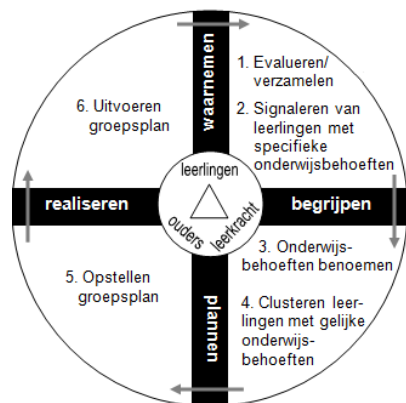 waarnemen
1. Evalueren/
verzamelen
2. Signaleren van
leerlingen met
specifieke
onderwijsbehoeften
begrijpen
3. Onderwijs-
behoeften benoemen
4. Clusteren leer-
lingen met gelijke
onderwijs-
behoeften
plannen
5. Opstellen
groepsplan
realiseren
6. Uitvoeren
groepsplan
leerlingen
ouders
leerkracht